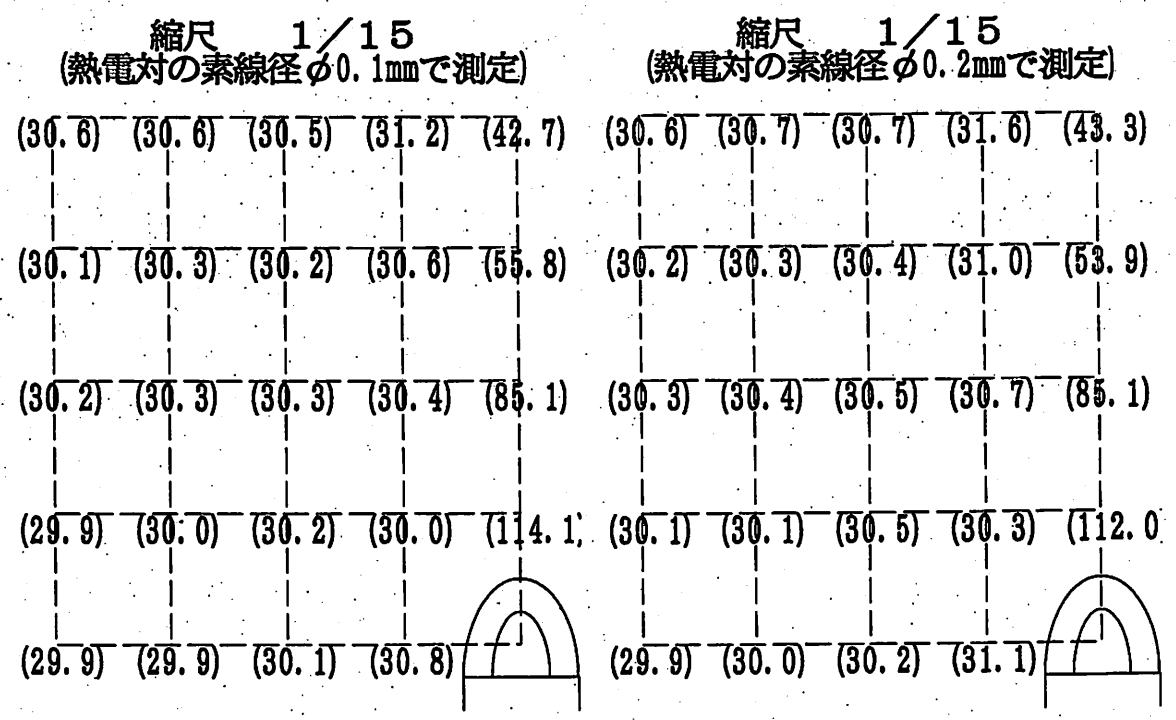 縮尺 1/15
(熱電対の素線径φ0.1mmで測定)
(30.6) (30.6) (30.5) (31.2) (42.7)
(30.1) (30.3) (30.2) (30.6) (55.8)
(30.2) (30.3) (30.3) (30.4) (85.1)
(29.9) (30.0) (30.2) (30.0) (114.1)
(29.9) (29.9) (30.1) (30.8)
縮尺 1/15
(熱電対の素線径φ0.2mmで測定)
(30.6) (30.7) (30.7) (31.6) (43.3)
(30.2) (30.3) (30.4) (31.0) (53.9)
(30.3) (30.4) (30.5) (30.7) (85.1)
(30.1) (30.1) (30.5) (30.3) (112.0
(29.9) (30.0) (30.2) (31.1)